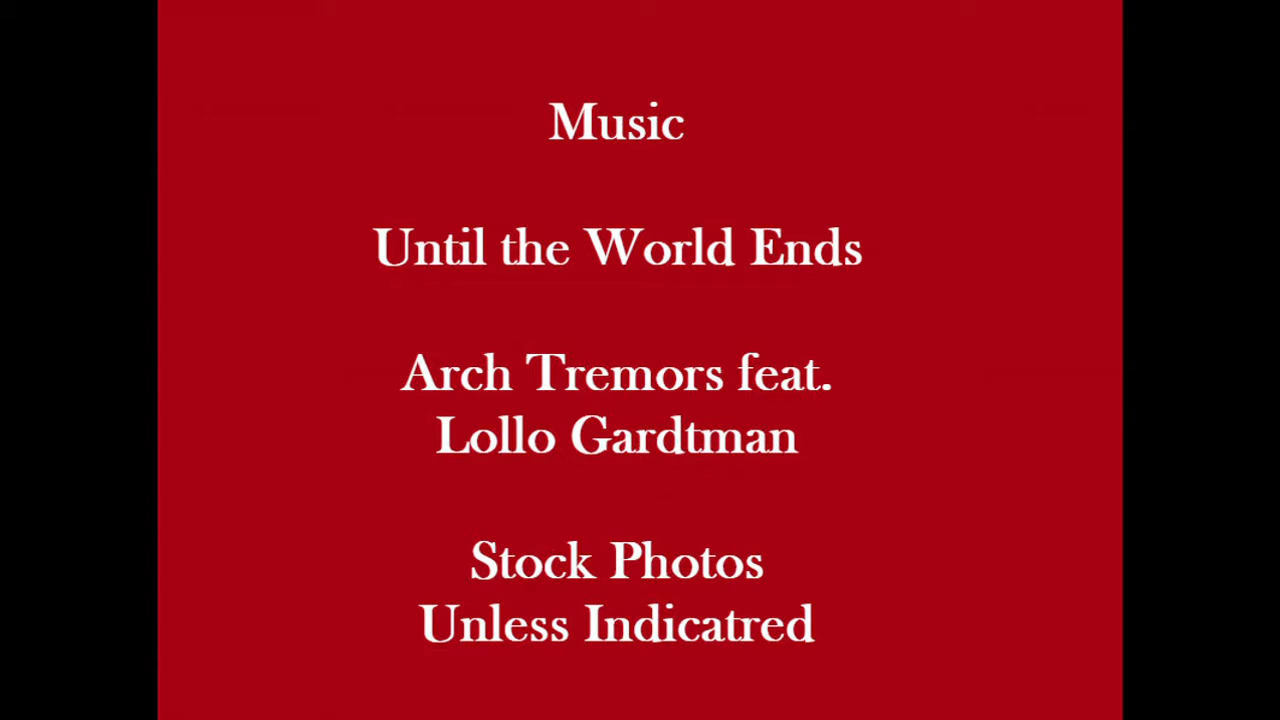 Music
Until the World Ends
Arch Tremors feat.
Lollo Gardtman
Stock Photos
Unless Indicatred